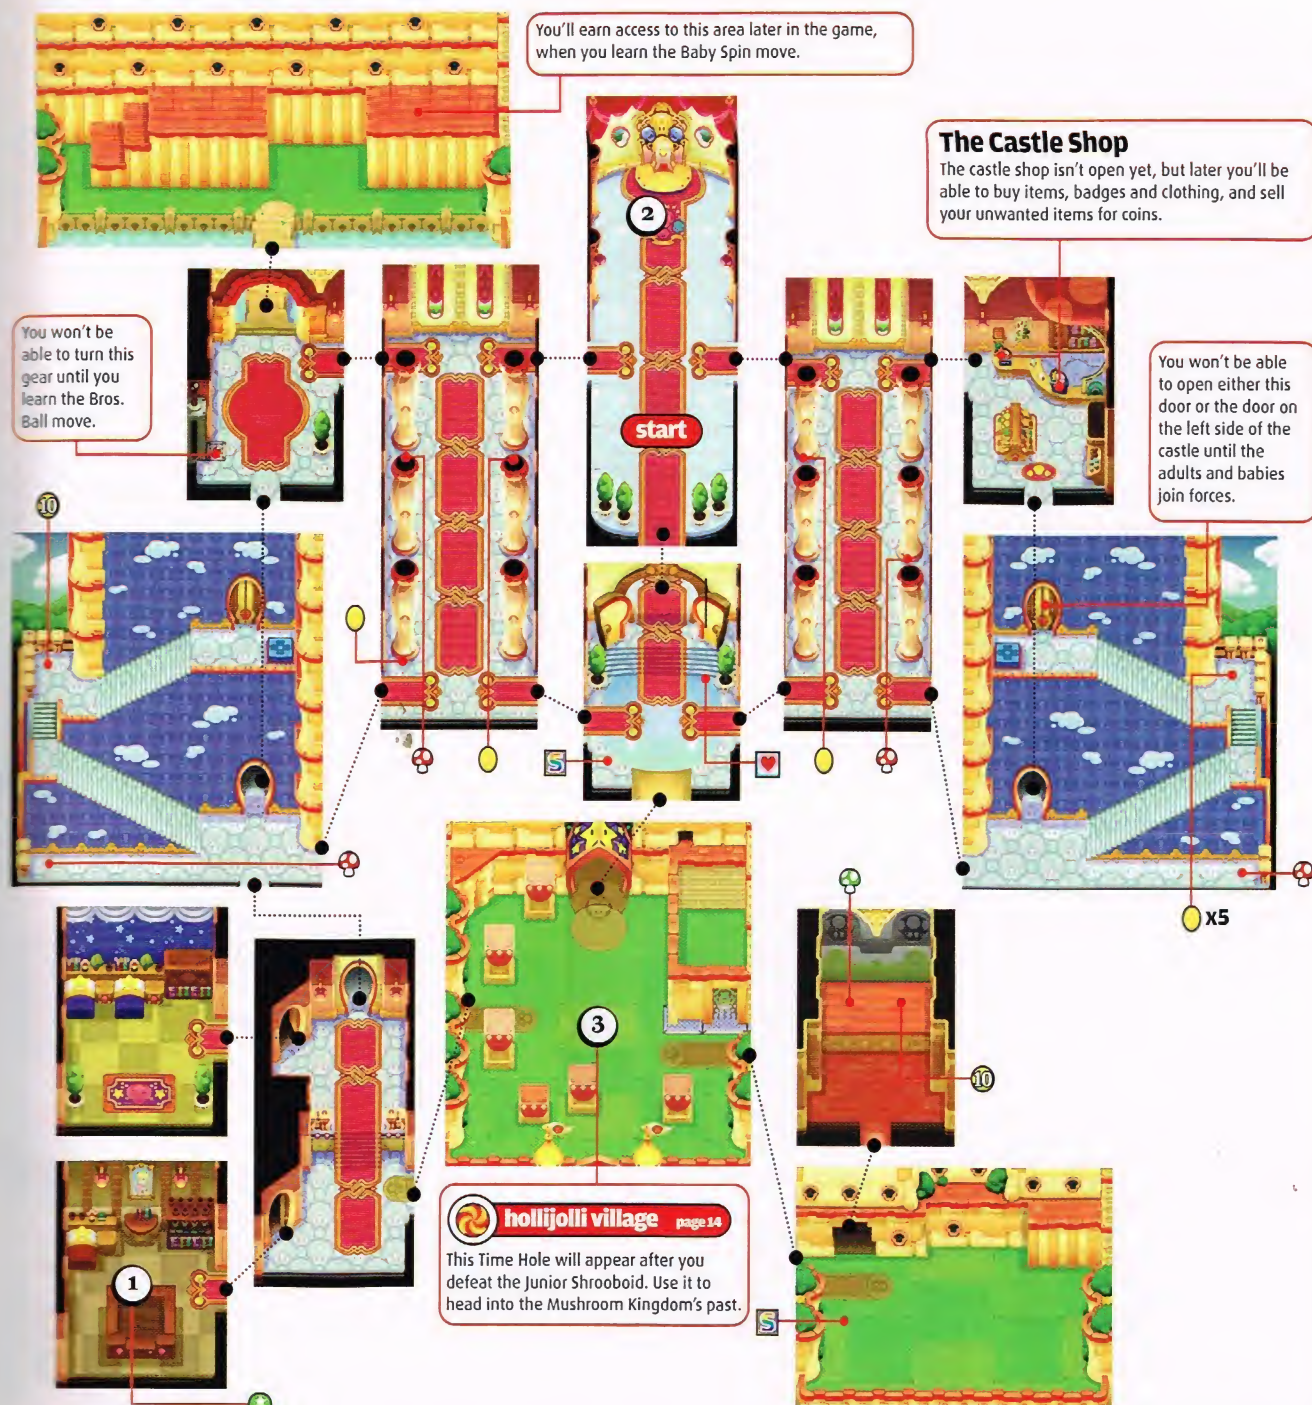 You'll earn access to this area later in the game,
when you learn the Baby Spin move.
The Castle Shop
The castle shop isn't open yet, but later you'll be
able to buy items, badges and clothing, and sell
your unwanted items for coins.
2
You won't be
able to turn this
gear until you
learn the Bros.
Ball move.
You won't be able
to open either this
door or the door on
the left side of the
castle until the
adults and babies
join forces.
start
10
S
x5
3
10
hollijolli village page 14
This Time Hole will appear after you
defeat the Junior Shrooboid. Use it to
head into the Mushroom Kingdom's past.
1
S